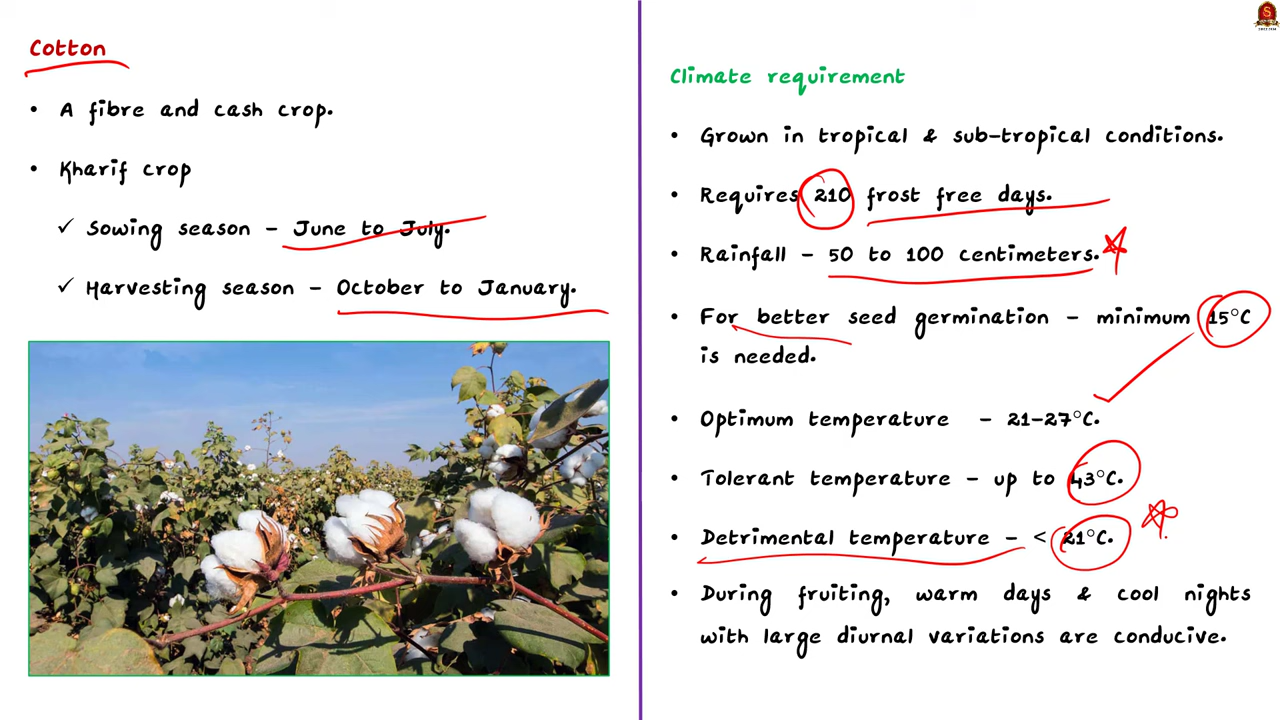 Cotton
• A fibre and cash crop.
• Kharif crop
✓ Sowing season - June to July.
✓ Harvesting season - October to January.
Climate requirement
• Grown in tropical & sub-tropical conditions.
• Requires 210 frost free days.
• Rainfall - 50 to 100 centimeters.
• For better seed germination - minimum 15°C
is needed.
• Optimum temperature - 21-27°C.
• Tolerant temperature - up to 43°C.
• Detrimental temperature - < 21°C.
• During fruiting, warm days & cool nights
with large diurnal variations are conducive.